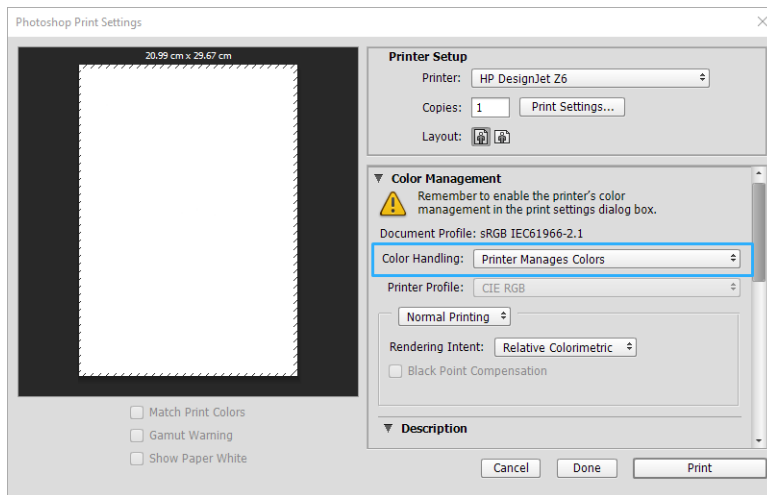 Photoshop Print Settings
20.99 cm x 29.67 cm
Match Print Colors
Gamut Warning
Show Paper White
Printer Setup
Printer: HP DesignJet Z6
Copies: 1 Print Settings...
Layout:
Color Management
Remember to enable the printer's color
management in the print settings dialog box.
Document Profile: sRGB IEC61966-2.1
Color Handling: Printer Manages Colors
Printer Profile: CIE RGB
Normal Printing
Rendering Intent: Relative Colorimetric
Black Point Compensation
Description
Cancel Done Print